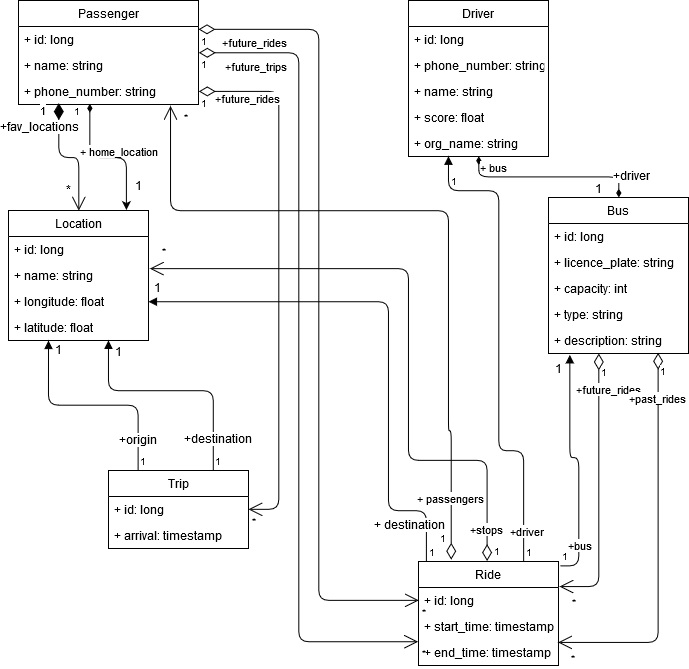 Passenger
+ id: long
+ name: string
+ phone_number: string
Driver
+ id: long
+ phone_number: string
+ name: string
+ score: float
+ org_name: string
1
+future_rides
1
+future_trips
1
+future_rides
1
1
*
+fav_locations
+ home_location
*
1
1
+ bus
+driver
1
Location
+ id: long
+ name: string
+ longitude: float
+ latitude: float
*
1
1
1
Bus
+ id: long
+ licence_plate: string
+ capacity: int
+ type: string
+ description: string
1
1
1
+future_rides
+past_rides
+origin
+destination
1
1
Trip
+ id: long
+ arrival: timestamp
*
+ passengers
+ destination
+stops
+driver
+bus
1
1
1
1
1
Ride
+ id: long
+ start_time: timestamp
+ end_time: timestamp
*
*
*
*